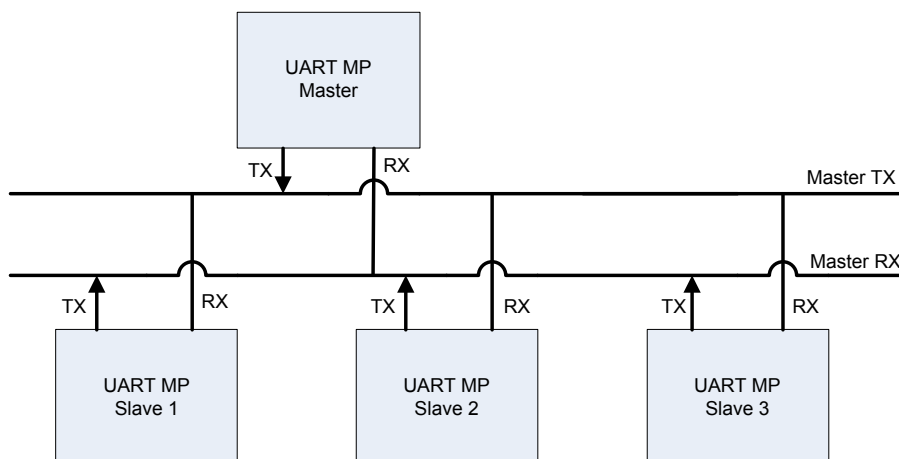 UART MP
Master
TX
RX
Master TX
Master RX
TX
RX
TX
RX
TX
RX
UART MP
Slave 1
UART MP
Slave 2
UART MP
Slave 3